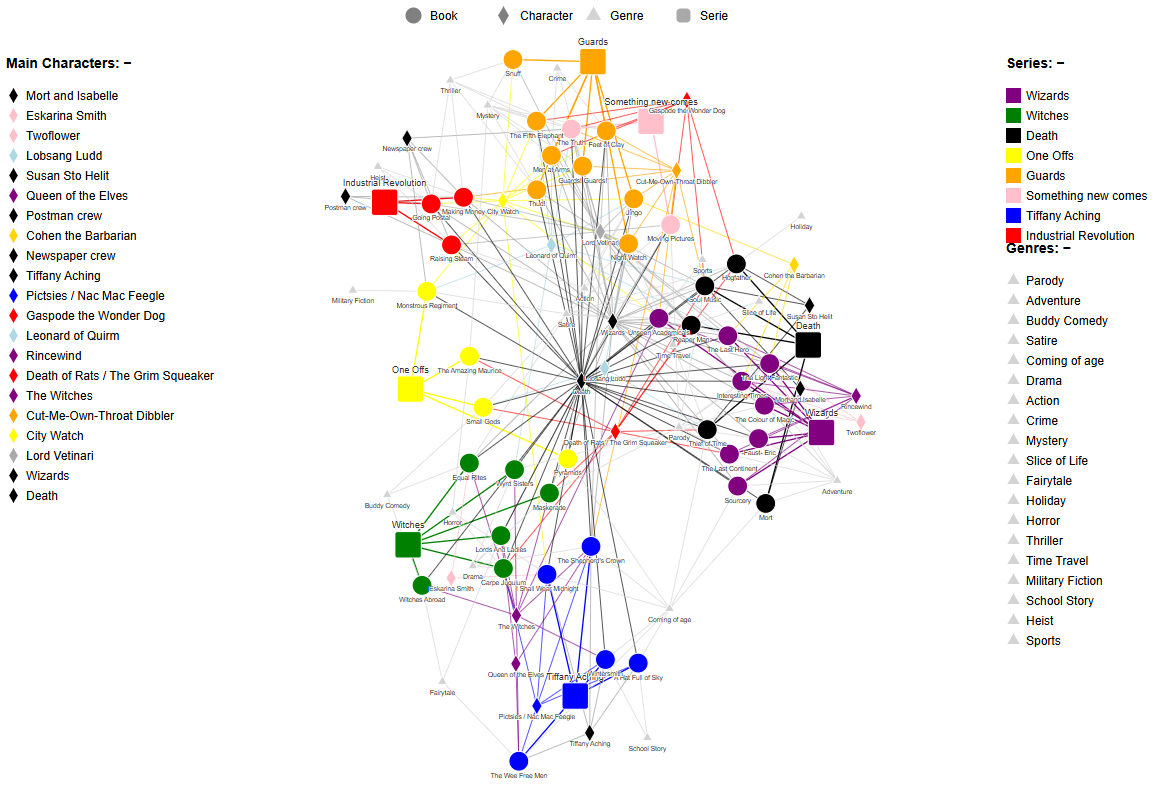 Book
Character
Genre
Serie
Main Characters: −
Mort and Isabelle
Eskarina Smith
Twoflower
Lobsang Ludd
Susan Sto Helit
Queen of the Elves
Postman crew
Cohen the Barbarian
Newspaper crew
Tiffany Aching
Pictsies / Nac Mac Feegle
Gaspode the Wonder Dog
Leonard of Quirm
Rincewind
Death of Rats / The Grim Squeaker
The Witches
Cut-Me-Own-Throat Dibbler
City Watch
Lord Vetinari
Wizards
Death
Guards
Snuff
Crime
Thriller
Mystery
Something new comes
Gaspode the Wonder Dog
The Fifth Elephant
The Truth
Feet of Clay
Newspaper crew
Men at Arms
Guards! Guards!
Cut-Me-Own-Throat Dibbler
Heist
Industrial Revolution
Postman crew
Going Postal
Making Money
City Watch
Thud!
Jingo
Holiday
Lord Vetinari
Moving Pictures
Raising Steam
Leonard of Quirm
Night Watch
Sports
Hogfather
Cohen the Barbarian
Military Fiction
Monstrous Regiment
Action
Soul Music
Slice of Life
Susan Sto Helit
Satire
Wizards
Unseen Academicals
Reaper Man
Death
The Last Hero
Time Travel
One Offs
The Amazing Maurice
Lobsang Ludd
Death
The Light Fantastic
Interesting Times
Mort and Isabelle
Rincewind
Small Gods
The Colour of Magic
Wizards
Twoflower
Death of Rats / The Grim Squeaker
Parody
Thief of Time
-Faust- Eric
Pyramids
The Last Continent
Equal Rites
Wyrd Sisters
Adventure
Buddy Comedy
Maskerade
Sourcery
Mort
Horror
Witches
Lords And Ladies
The Shepherd's Crown
Drama
Eskarina Smith
Carpe Jugulum
I Shall Wear Midnight
Witches Abroad
The Witches
Coming of age
Queen of the Elves
Tiffany Aching
Wintersmith
A Hat Full of Sky
Fairytale
Pictsies / Nac Mac Feegle
Tiffany Aching
School Story
The Wee Free Men
Series: −
Wizards
Witches
Death
One Offs
Guards
Something new comes
Tiffany Aching
Industrial Revolution
Genres: −
Parody
Adventure
Buddy Comedy
Satire
Coming of age
Drama
Action
Crime
Mystery
Slice of Life
Fairytale
Holiday
Horror
Thriller
Time Travel
Military Fiction
School Story
Heist
Sports